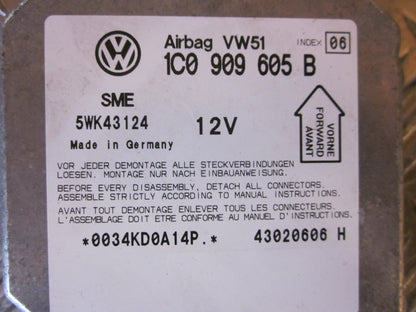 Airbag VW51 INDEX 06
1C0 909 605 B
SME
5WK43124 12V
Made in Germany
VORNE
FORWARD
AVANT
VOR JEDER DEMONTAGE ALLE STECKVERBINDUNGEN
LOESEN. MONTAGE NUR NACH EINBAUANWEISUNG.
BEFORE EVERY DISASSEMBLY, DETACH ALL CONNECTORS.
ASSEMBLE STRICTLY ACCORDING TO MANUAL INSTRUCTIONS.
AVANT TOUT DEMONTAGE ENLEVER TOUS LES CONNECTEURS.
L'ASSEMBLAGE DOIT ETRE CONFORME AU MANUEL D'INSTRUCTIONS.
*0034KD0A14P.* 43020606 H